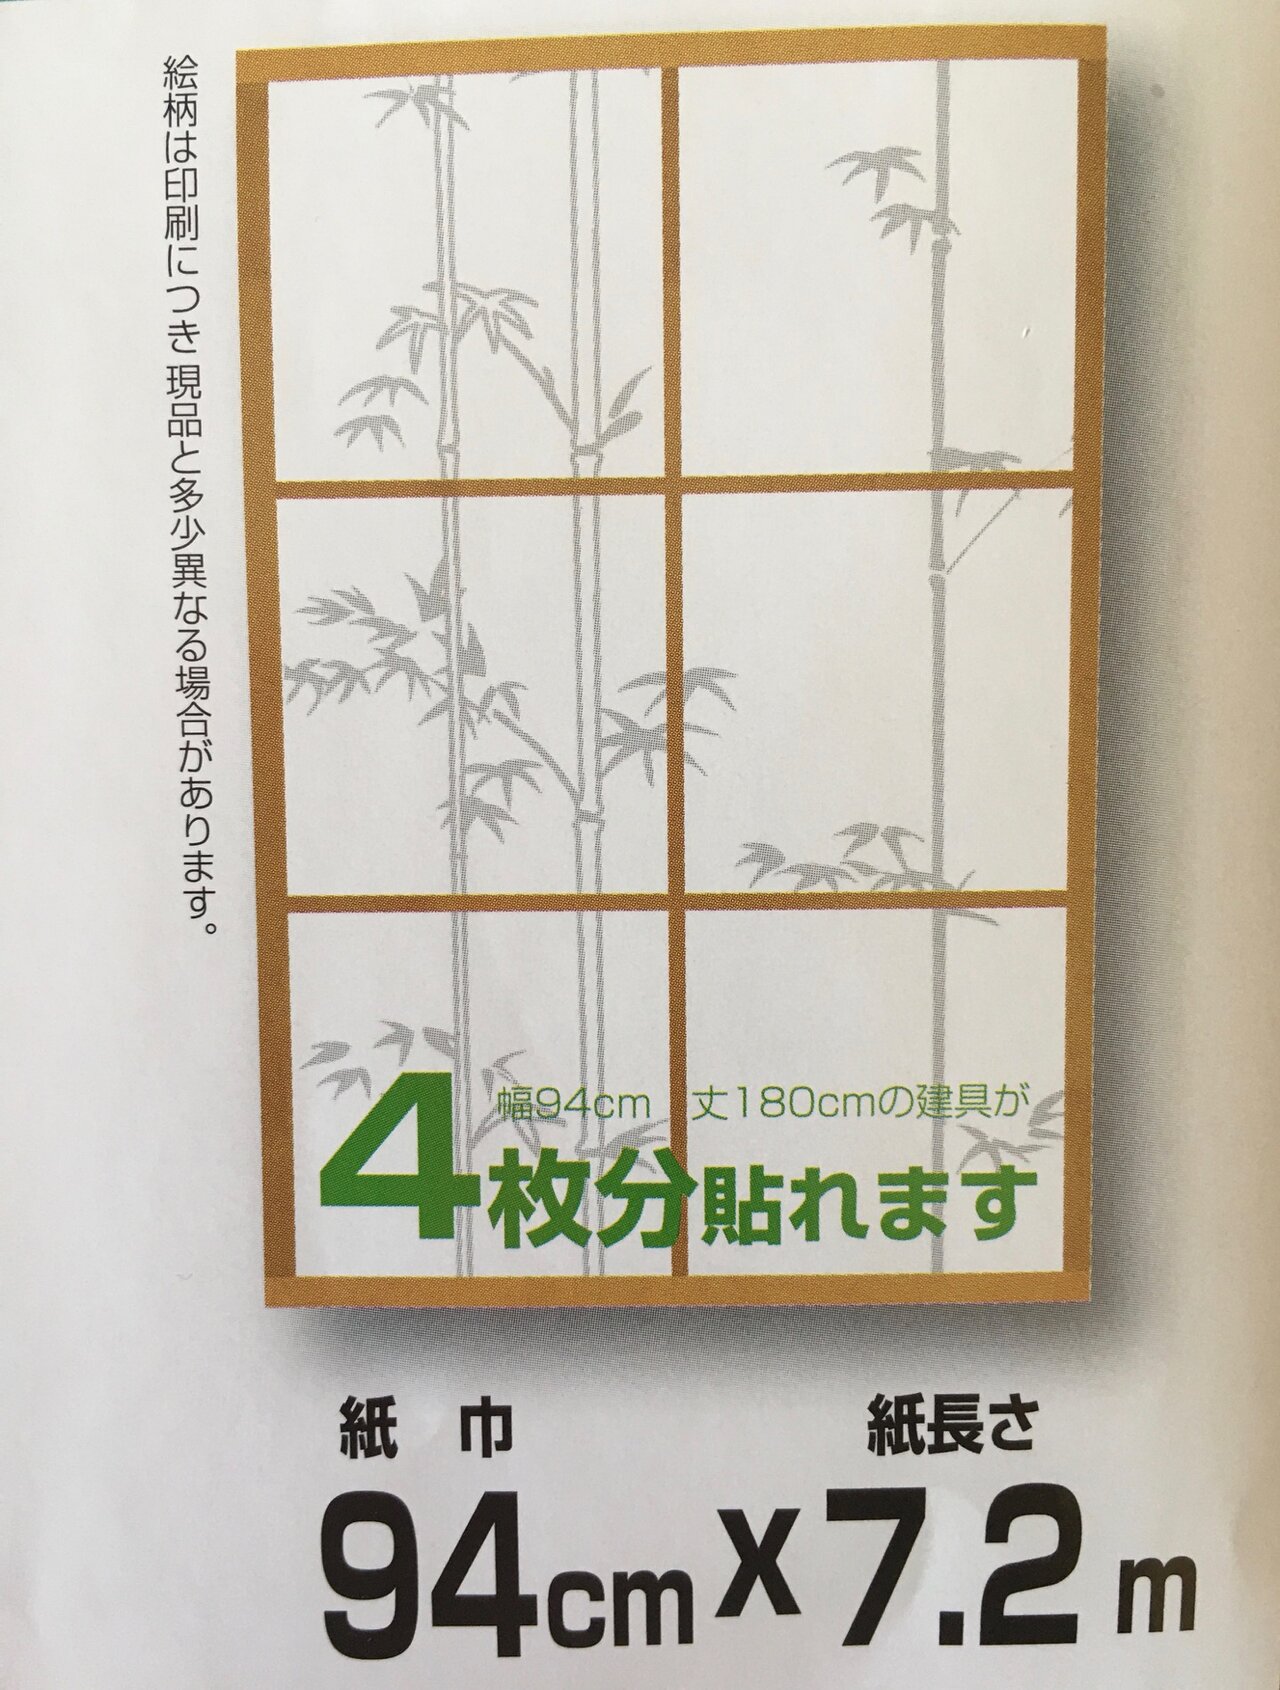 絵柄は印刷につき現品と多少異なる場合があります。
幅94cm 丈180cmの建具が
4枚分貼れます
紙巾 紙長さ
94cm x 7.2m